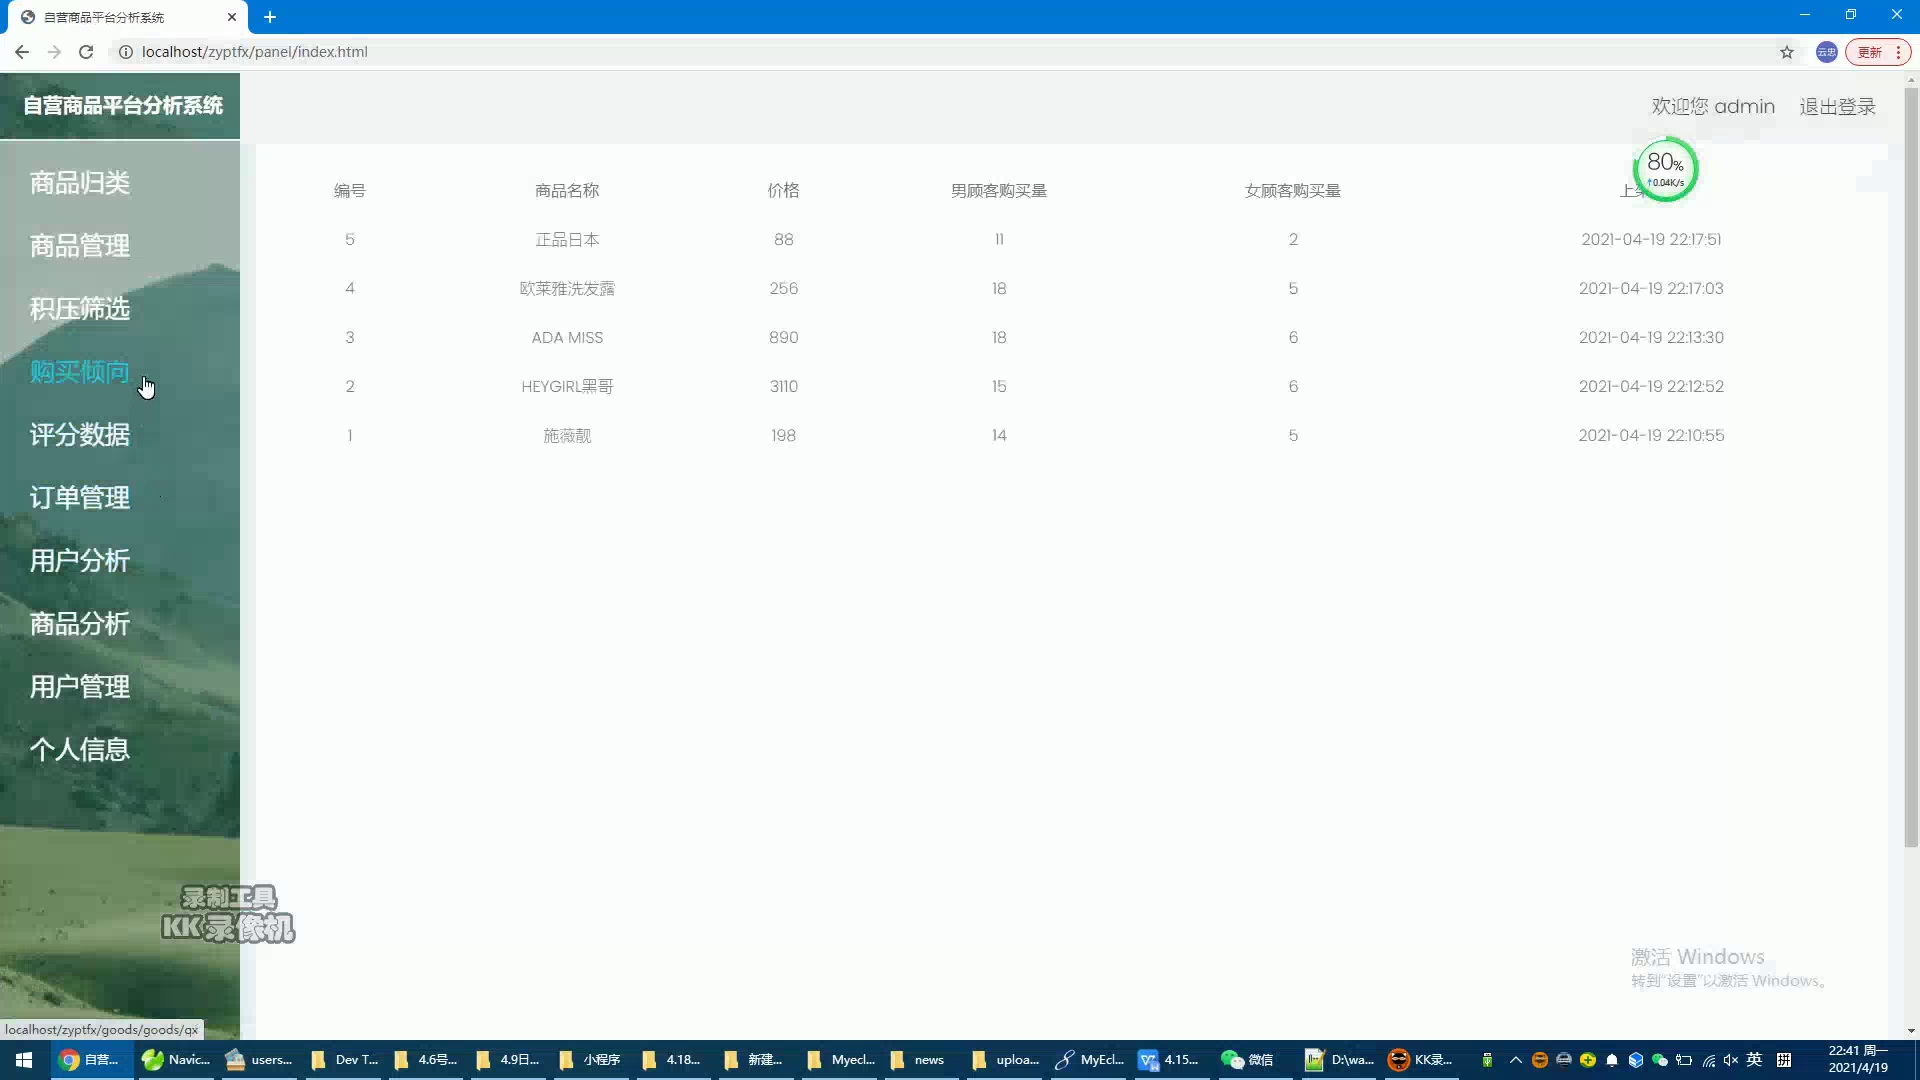 自营商品平台分析系统
localhost/zyptfx/panel/index.html
云忠
更新
自营商品平台分析系统
欢迎您 admin 退出登录
80%
↑0.04K/s
商品归类
商品管理
积压筛选
购买倾向
评分数据
订单管理
用户分析
商品分析
用户管理
个人信息
编号 商品名称 价格 男顾客购买量 女顾客购买量
5 正品日本 88 11 2 2021-04-19 22:17:51
4 欧莱雅洗发露 256 18 5 2021-04-19 22:17:03
3 ADA MISS 890 18 6 2021-04-19 22:13:30
2 HEYGIRL黑哥 3110 15 6 2021-04-19 22:12:52
1 施薇靓 198 14 5 2021-04-19 22:10:55
录制工具
KK录像机
激活 Windows
转到“设置”以激活 Windows。
localhost/zyptfx/goods/goods/qx
自营... Navic... users... Dev T... 4.6号... 4.9日... 小程序 4.18... 新建... Myecl... news uploa... MyEcl... 4.15... 微信 D:\wa... KK录... 英 拼
22:41 周一
2021/4/19